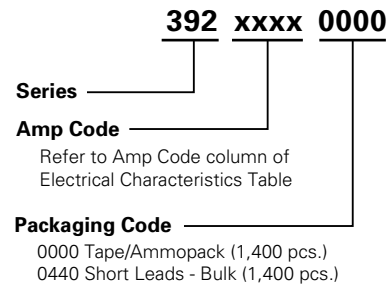 392 xxxx 0000
Series
Amp Code
Refer to Amp Code column of
Electrical Characteristics Table
Packaging Code
0000 Tape/Ammopack (1,400 pcs.)
0440 Short Leads - Bulk (1,400 pcs.)